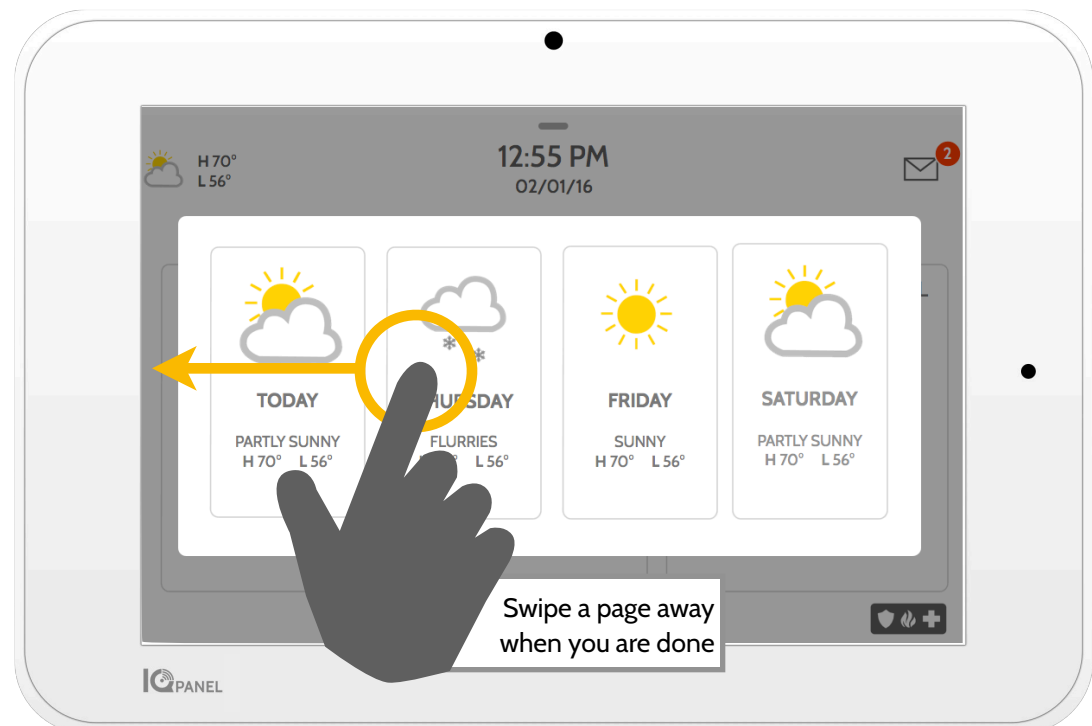 H 70°
L 56°
12:55 PM
02/01/16
2
TODAY
PARTLY SUNNY
H 70° L 56°
FLURRIES
L 56°
FRIDAY
SUNNY
H 70° L 56°
SATURDAY
PARTLY SUNNY
H 70° L 56°
Swipe a page away
when you are done
IQ PANEL